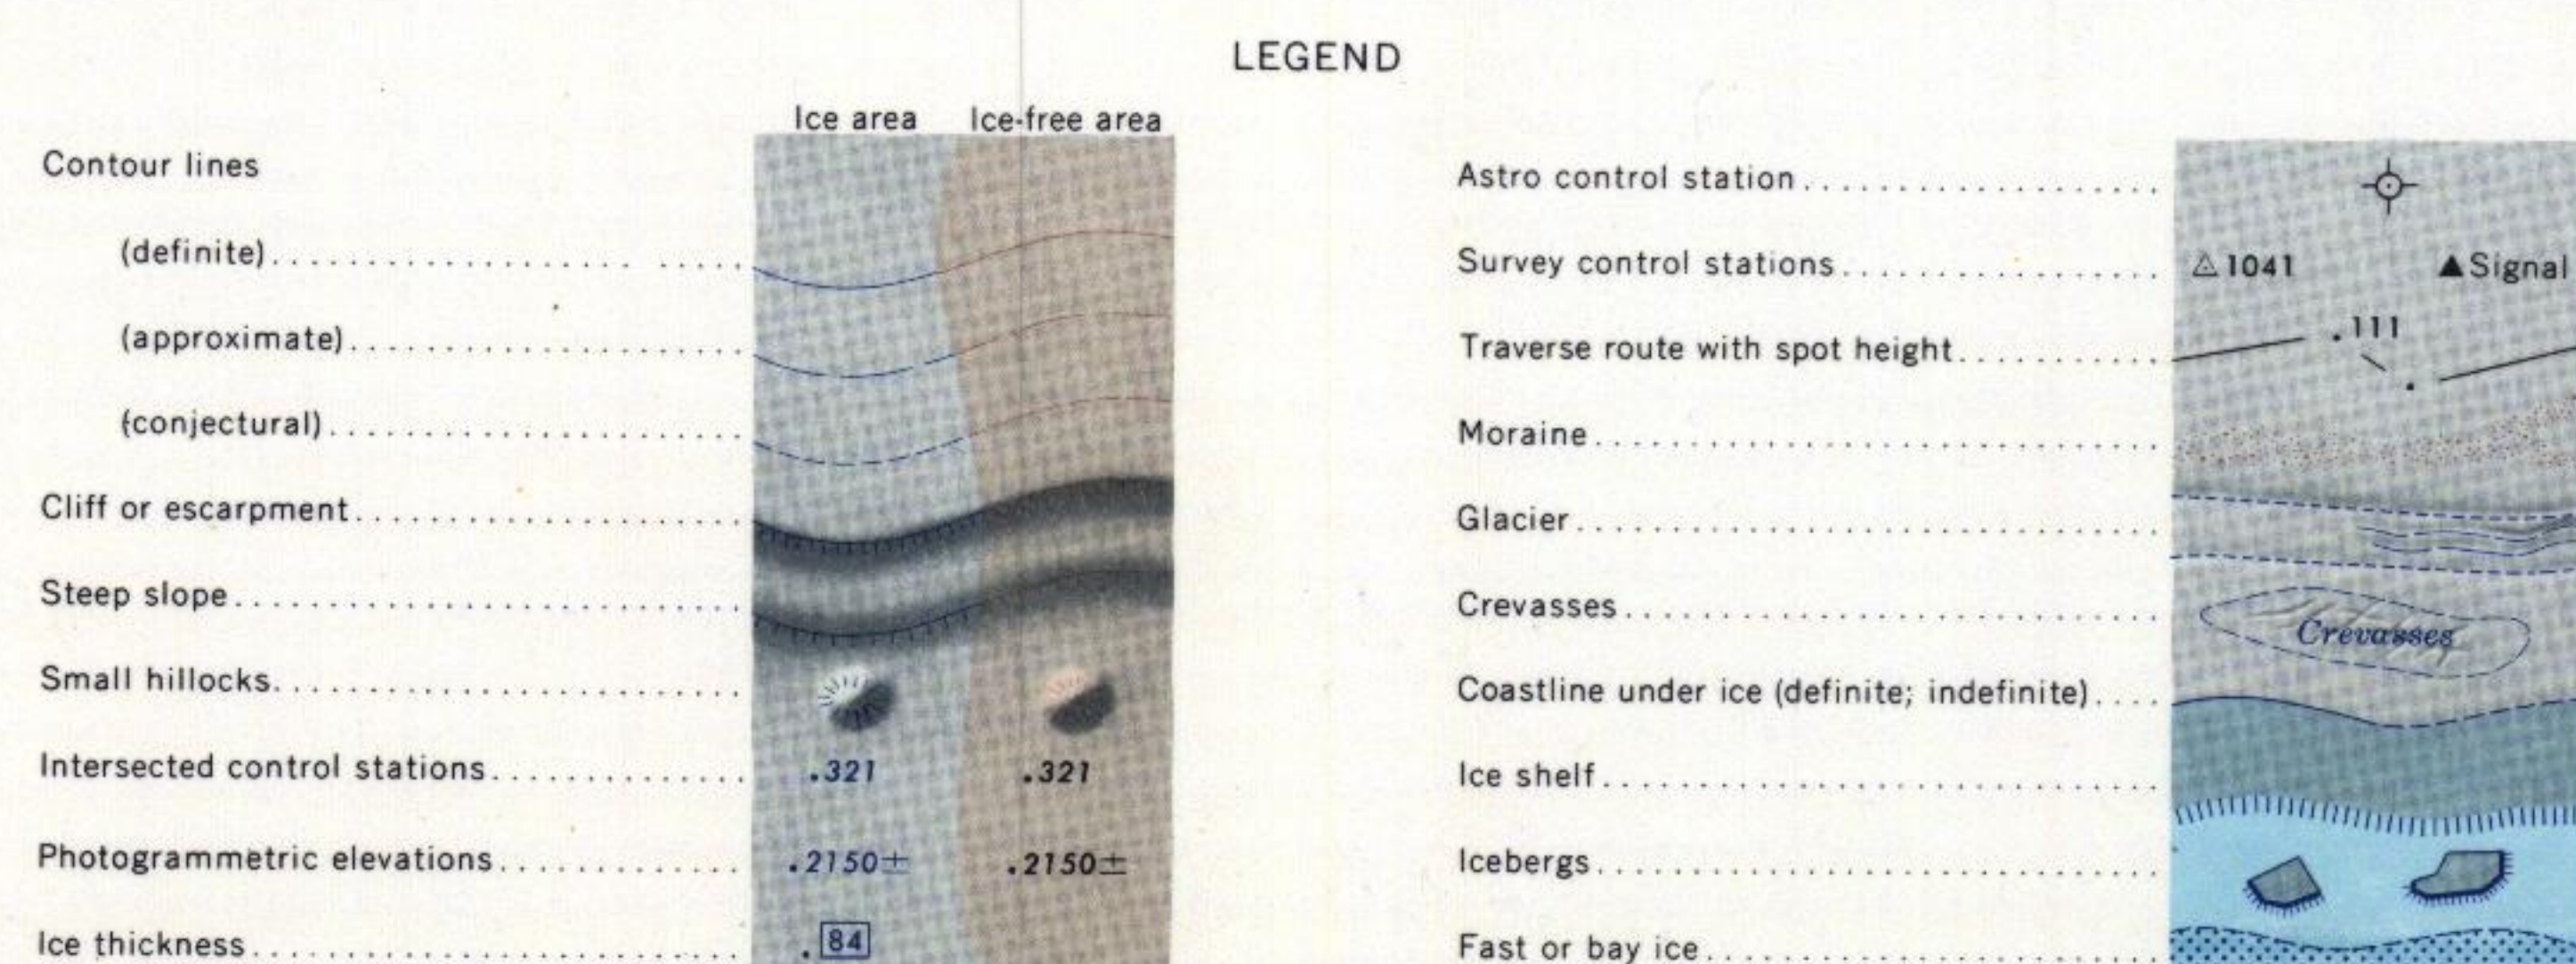 LEGEND
Ice area Ice-free area
Contour lines
(definite)
(approximate)
(conjectural)
Cliff or escarpment
Steep slope
Small hillocks
Intersected control stations .321 .321
Photogrammetric elevations .2150± .2150±
Ice thickness .84
Astro control station
Survey control stations 1041 Signal
Traverse route with spot height .111
Moraine
Glacier
Crevasses Crevasses
Coastline under ice (definite; indefinite)
Ice shelf
Icebergs
Fast or bay ice